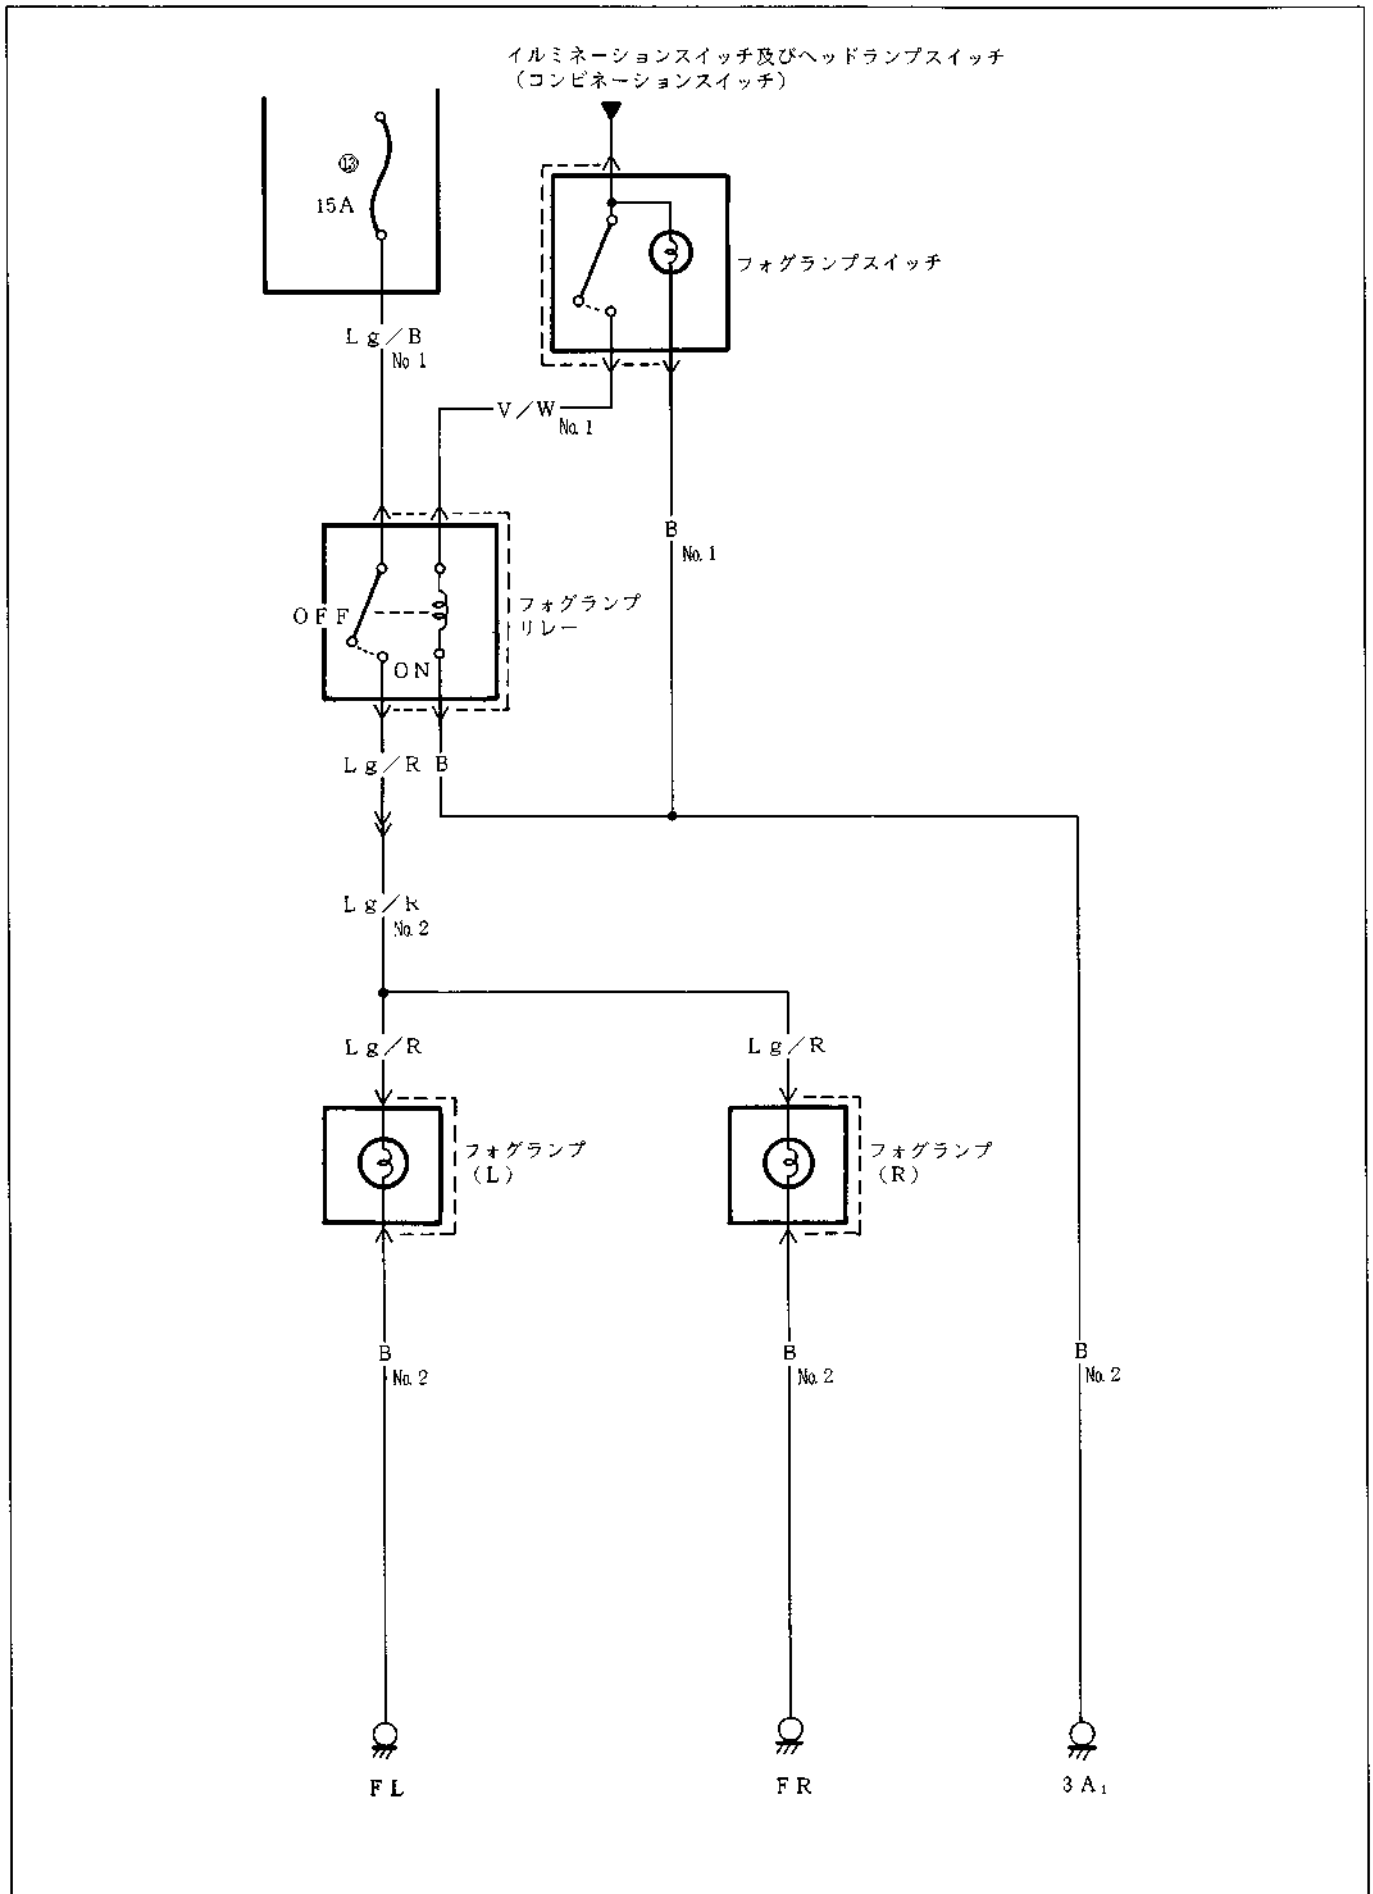 イルミネーションスイッチ及びヘッドランプスイッチ
（コンビネーションスイッチ）
⑬
15A
フォグランプスイッチ
Lg／B
No.1
V／W
No.1
B
No.1
OFF
ON
フォグランプ
リレー
Lg／R
B
Lg／R
No.2
Lg／R
Lg／R
フォグランプ
（L）
フォグランプ
（R）
B
No.2
B
No.2
B
No.2
FL
FR
3A₁